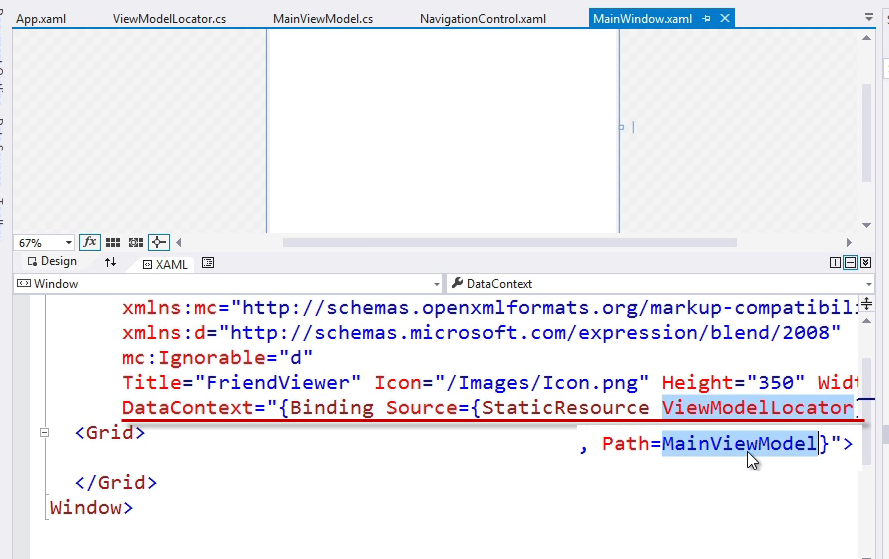 App.xaml ViewModelLocator.cs MainViewModel.cs NavigationControl.xaml MainWindow.xaml
67% fx
Design XAML
Window DataContext
xmlns:mc="http://schemas.openxmlformats.org/markup-compatibili
xmlns:d="http://schemas.microsoft.com/expression/blend/2008"
mc:Ignorable="d"
Title="FriendViewer" Icon="/Images/Icon.png" Height="350" Widt
DataContext="{Binding Source={StaticResource ViewModelLocator
<Grid>
, Path=MainViewModel}">
</Grid>
Window>